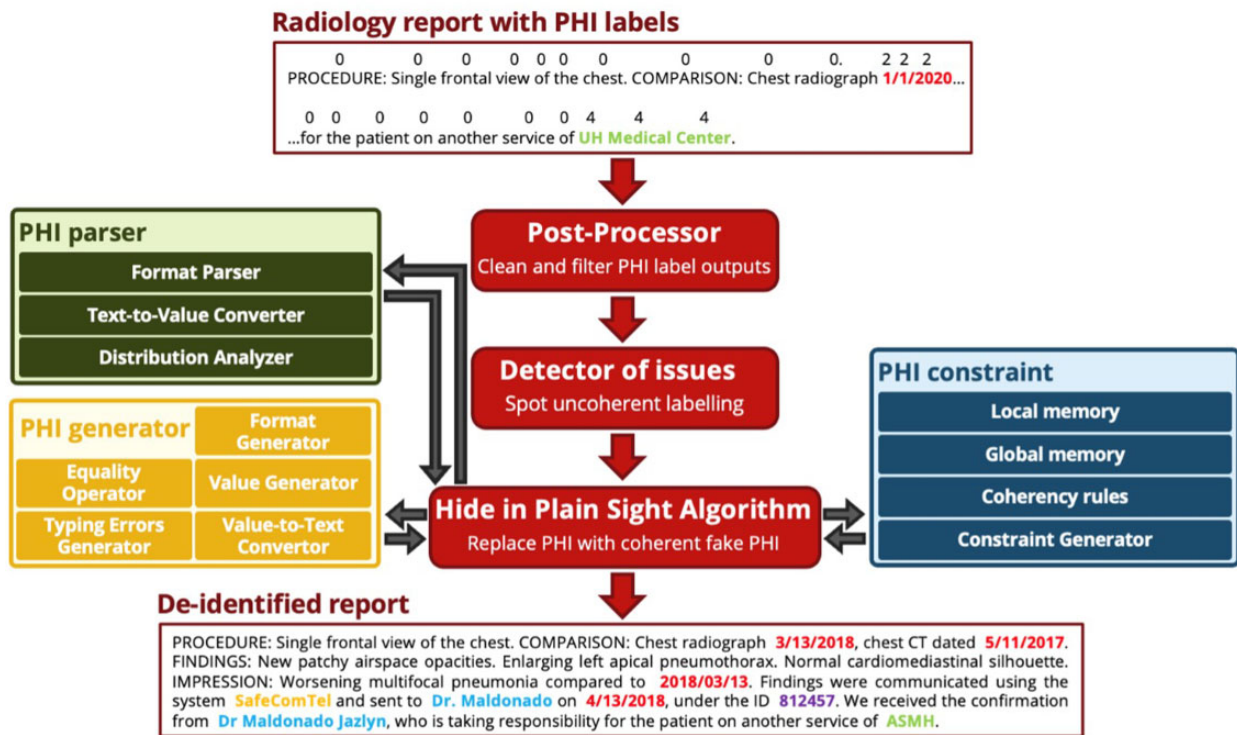 Radiology report with PHI labels
0 0 0 0 0 0 0 0 0 0. 2 2 2
PROCEDURE: Single frontal view of the chest. COMPARISON: Chest radiograph 1/1/2020...
0 0 0 0 0 0 0 4 4 4
...for the patient on another service of UH Medical Center.
Post-Processor
Clean and filter PHI label outputs
PHI parser
Format Parser
Text-to-Value Converter
Distribution Analyzer
Detector of issues
Spot uncoherent labelling
PHI constraint
Local memory
Global memory
Coherency rules
Constraint Generator
PHI generator
Format
Generator
Equality
Operator
Value Generator
Typing Errors
Generator
Value-to-Text
Convertor
Hide in Plain Sight Algorithm
Replace PHI with coherent fake PHI
De-identified report
PROCEDURE: Single frontal view of the chest. COMPARISON: Chest radiograph 3/13/2018, chest CT dated 5/11/2017.
FINDINGS: New patchy airspace opacities. Enlarging left apical pneumothorax. Normal cardiomediastinal silhouette.
IMPRESSION: Worsening multifocal pneumonia compared to 2018/03/13. Findings were communicated using the
system SafeComTel and sent to Dr. Maldonado on 4/13/2018, under the ID 812457. We received the confirmation
from Dr Maldonado Jazlyn, who is taking responsibility for the patient on another service of ASMH.